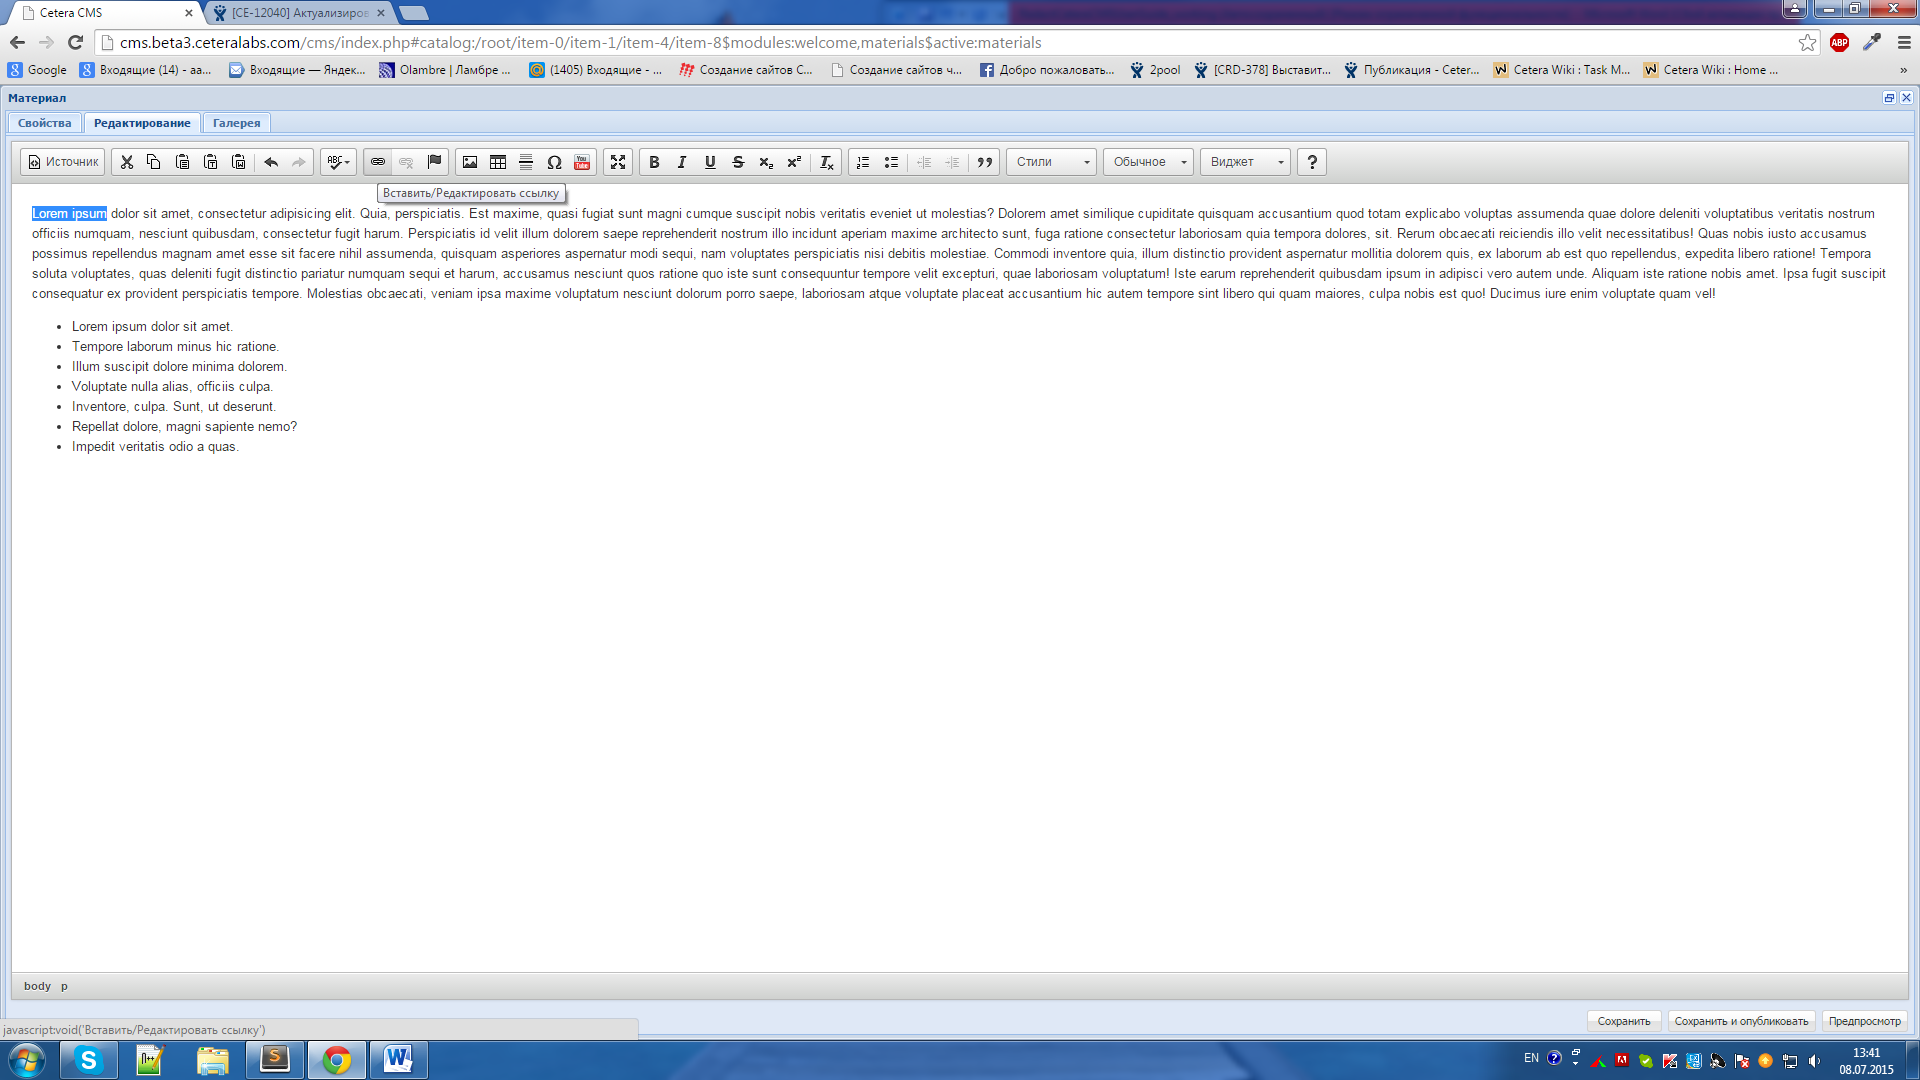 Cetera CMS
[CE-12040] Актуализиров
cms.beta3.ceteralabs.com/cms/index.php#catalog:/root/item-0/item-1/item-4/item-8$modules:welcome,materials$active:materials
ABP
Google
Входящие (14) - aa...
Входящие — Яндек...
Olambre | Ламбре ...
(1405) Входящие - ...
Создание сайтов С...
Создание сайтов ч...
Добро пожаловать...
2pool
[CRD-378] Выставит...
Публикация - Ceter...
Cetera Wiki : Task M...
Cetera Wiki : Home ...
»
Материал
Свойства
Редактирование
Галерея
Источник
Стили
Обычное
Виджет
?
Вставить/Редактировать ссылку
Lorem ipsum dolor sit amet, consectetur adipisicing elit. Quia, perspiciatis. Est maxime, quasi fugiat sunt magni cumque suscipit nobis veritatis eveniet ut molestias? Dolorem amet similique cupiditate quisquam accusantium quod totam explicabo voluptas assumenda quae dolore deleniti voluptatibus veritatis nostrum
officiis numquam, nesciunt quibusdam, consectetur fugit harum. Perspiciatis id velit illum dolorem saepe reprehenderit nostrum illo incidunt aperiam maxime architecto sunt, fuga ratione consectetur laboriosam quia tempora dolores, sit. Rerum obcaecati reiciendis illo velit necessitatibus! Quas nobis iusto accusamus
possimus repellendus magnam amet esse sit facere nihil assumenda, quisquam asperiores aspernatur modi sequi, nam voluptates perspiciatis nisi debitis molestiae. Commodi inventore quia, illum distinctio provident aspernatur mollitia dolorem quis, ex laborum ab est quo repellendus, expedita libero ratione! Tempora
soluta voluptates, quas deleniti fugit distinctio pariatur numquam sequi et harum, accusamus nesciunt quos ratione quo iste sunt consequuntur tempore velit excepturi, quae laboriosam voluptatum! Iste earum reprehenderit quibusdam ipsum in adipisci vero autem unde. Aliquam iste ratione nobis amet. Ipsa fugit suscipit
consequatur ex provident perspiciatis tempore. Molestias obcaecati, veniam ipsa maxime voluptatum nesciunt dolorum porro saepe, laboriosam atque voluptate placeat accusantium hic autem tempore sint libero qui quam maiores, culpa nobis est quo! Ducimus iure enim voluptate quam vel!
• Lorem ipsum dolor sit amet.
• Tempore laborum minus hic ratione.
• Illum suscipit dolore minima dolorem.
• Voluptate nulla alias, officiis culpa.
• Inventore, culpa. Sunt, ut deserunt.
• Repellat dolore, magni sapiente nemo?
• Impedit veritatis odio a quas.
body p
javascript:void('Вставить/Редактировать ссылку')
Сохранить
Сохранить и опубликовать
Предпросмотр
EN
13:41
08.07.2015